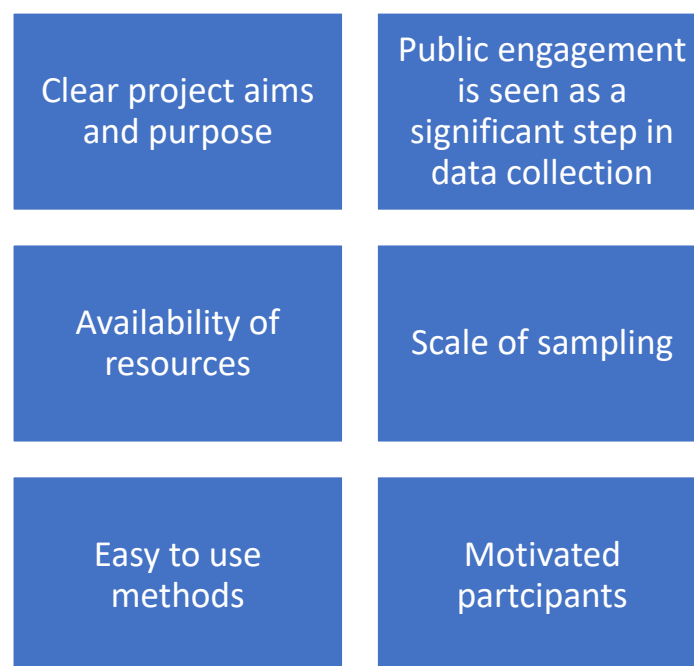 Clear project aims
and purpose
Public engagement
is seen as a
significant step in
data collection
Availability of
resources
Scale of sampling
Easy to use
methods
Motivated
partcipants